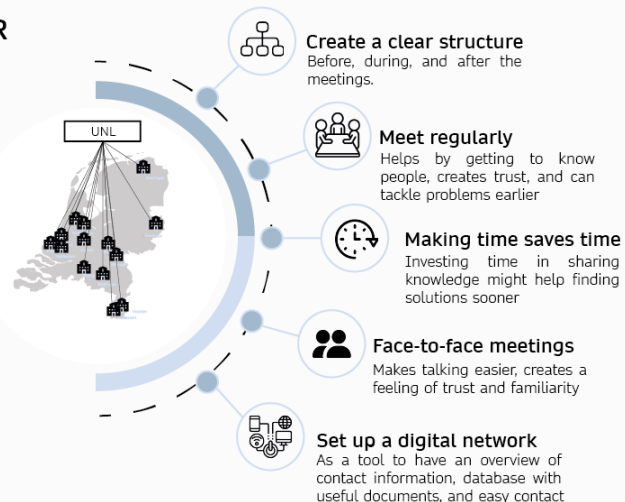 R
Create a clear structure
Before, during, and after the
meetings.
UNL
Meet regularly
Helps by getting to know
people, creates trust, and can
tackle problems earlier
Making time saves time
Investing time in sharing
knowledge might help finding
solutions sooner
Face-to-face meetings
Makes talking easier, creates a
feeling of trust and familiarity
Set up a digital network
As a tool to have an overview of
contact information, database with
useful documents, and easy contact